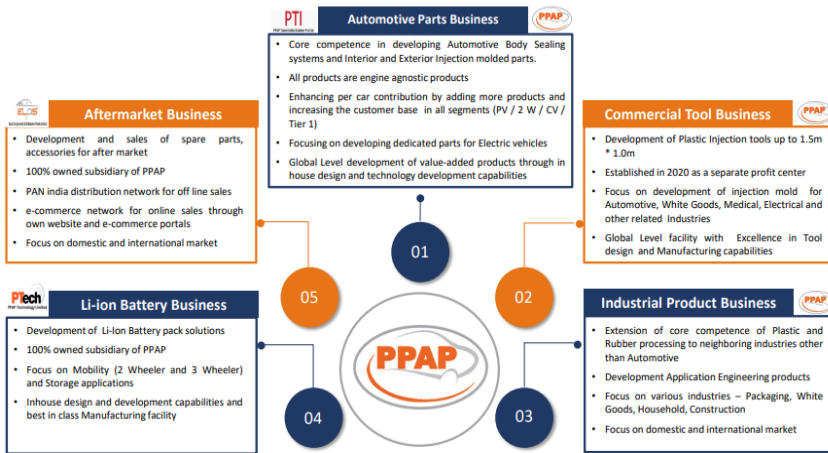 PTI
Automotive Parts Business
PPAP
• Core competence in developing Automotive Body Sealing
systems and Interior and Exterior Injection molded parts.
• All products are engine agnostic products
• Enhancing per car contribution by adding more products and
increasing the customer base in all segments (PV / 2 W / CV /
Tier 1)
• Focusing on developing dedicated parts for Electric vehicles
• Global Level development of value-added products through in
house design and technology development capabilities
01
Aftermarket Business
• Development and sales of spare parts,
accessories for after market
• 100% owned subsidiary of PPAP
• PAN india distribution network for off line sales
• e-commerce network for online sales through
own website and e-commerce portals
• Focus on domestic and international market
05
Commercial Tool Business
PPAP
• Development of Plastic Injection tools up to 1.5m
* 1.0m
• Established in 2020 as a separate profit center
• Focus on development of injection mold for
Automotive, White Goods, Medical, Electrical and
other related Industries
• Global Level facility with Excellence in Tool
design and Manufacturing capabilities
02
PTech
PPAP Technology Limited
Li-ion Battery Business
• Development of Li-Ion Battery pack solutions
• 100% owned subsidiary of PPAP
• Focus on Mobility (2 Wheeler and 3 Wheeler)
and Storage applications
• Inhouse design and development capabilities and
best in class Manufacturing facility
04
PPAP
Industrial Product Business
PPAP
• Extension of core competence of Plastic and
Rubber processing to neighboring industries other
than Automotive
• Development Application Engineering products
• Focus on various industries – Packaging, White
Goods, Household, Construction
• Focus on domestic and international market
03